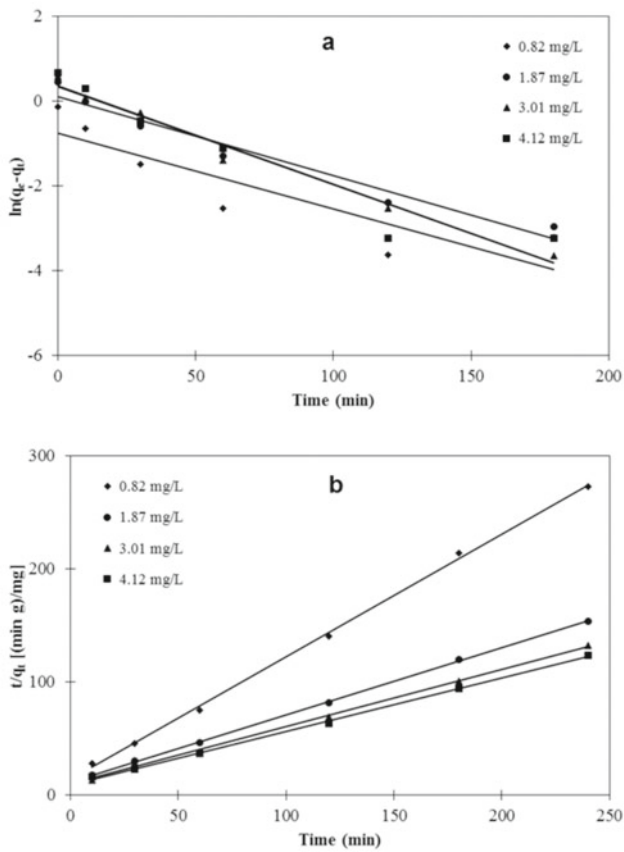 2
0
-2
-4
-6
ln(qe-qt)
a
0.82 mg/L
1.87 mg/L
3.01 mg/L
4.12 mg/L
0 50 100 150 200
Time (min)
300
200
100
0
t/qt [(min g)/mg]
b
0.82 mg/L
1.87 mg/L
3.01 mg/L
4.12 mg/L
0 50 100 150 200 250
Time (min)